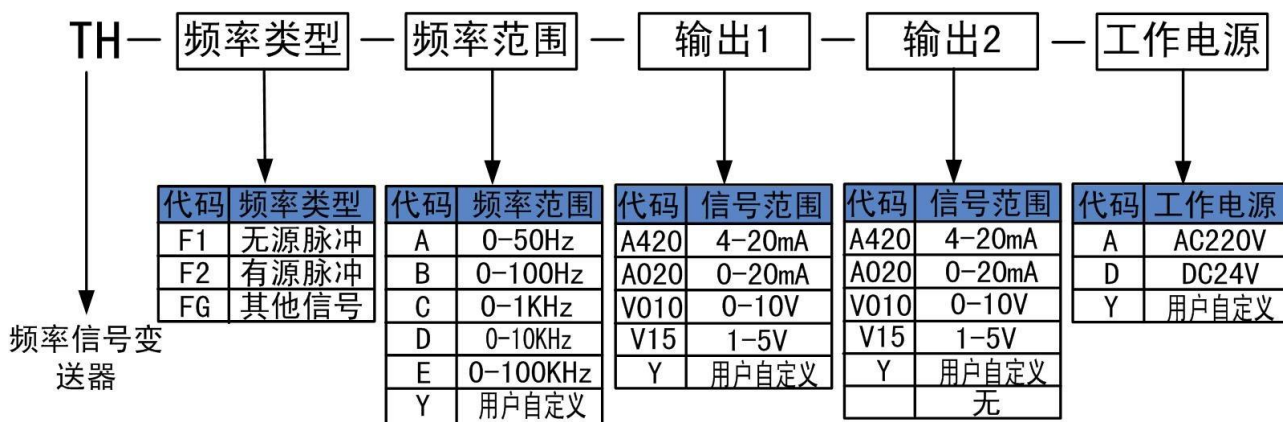 TH— 频率类型 — 频率范围 — 输出1 — 输出2 — 工作电源
频率信号变
送器
代码 频率类型
F1 无源脉冲
F2 有源脉冲
FG 其他信号
代码 频率范围
A 0-50Hz
B 0-100Hz
C 0-1KHz
D 0-10KHz
E 0-100KHz
Y 用户自定义
代码 信号范围
A420 4-20mA
A020 0-20mA
V010 0-10V
V15 1-5V
Y 用户自定义
代码 信号范围
A420 4-20mA
A020 0-20mA
V010 0-10V
V15 1-5V
Y 用户自定义
无
代码 工作电源
A AC220V
D DC24V
Y 用户自定义